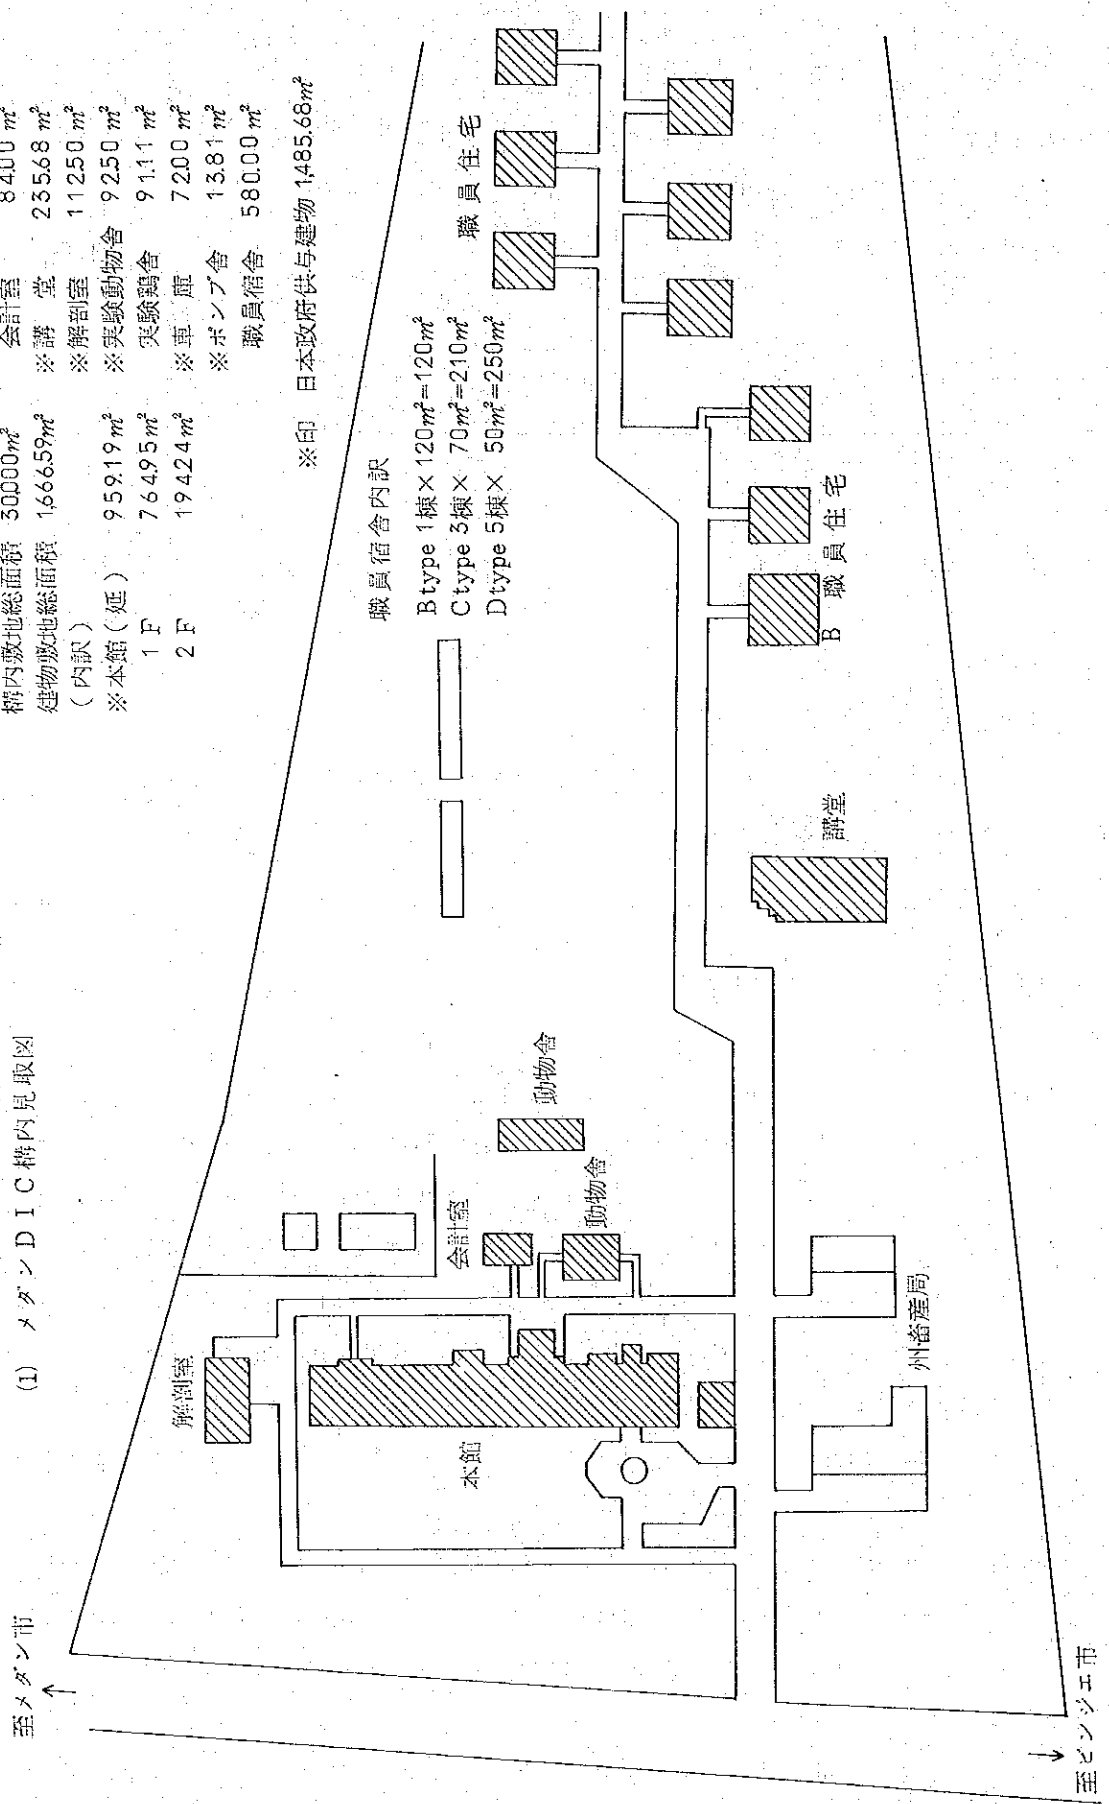 (1) メダンDIC構内見取図
構内敷地総面積 30,000m²
建物敷地総面積 1,666.59m²
(内訳)
※本館(延) 959.19m²
1F 764.95m²
2F 194.24m²
会計室 84.00m²
※講堂 235.68m²
※解剖室 112.50m²
※実験動物舎 92.50m²
実験鶏舎 91.11m²
※車庫 72.00m²
※ポンプ舎 13.81m²
職員宿舎 580.00m²
※印 日本政府供与建物 1,485.68m²
職員宿舎内訳
Btype 1棟×120m²=120m²
Ctype 3棟× 70m²=210m²
Dtype 5棟× 50m²=250m²
至メダン市
↑
解剖室
本館
会計室
動物舎
動物舎
職員住宅
B 職員住宅
講堂
州畜産局
↓
至ビンジェ市